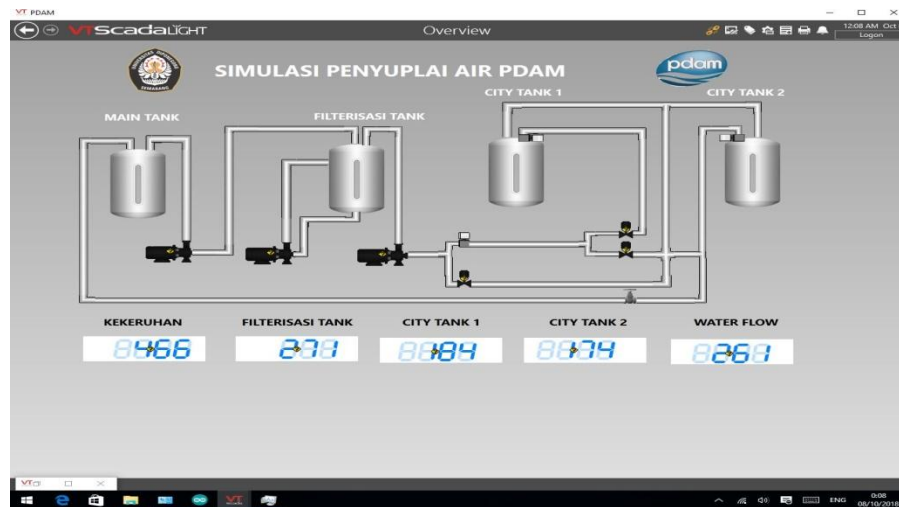 VT PDAM
VTScadaLIGHT
Overview
12:08 AM Oct
Logon
SIMULASI PENYUPLAI AIR PDAM
pdam
CITY TANK 1
CITY TANK 2
MAIN TANK
FILTERISASI TANK
KEKERUHAN
FILTERISASI TANK
CITY TANK 1
CITY TANK 2
WATER FLOW
466
271
184
174
261
ENG
0:08
08/10/2018